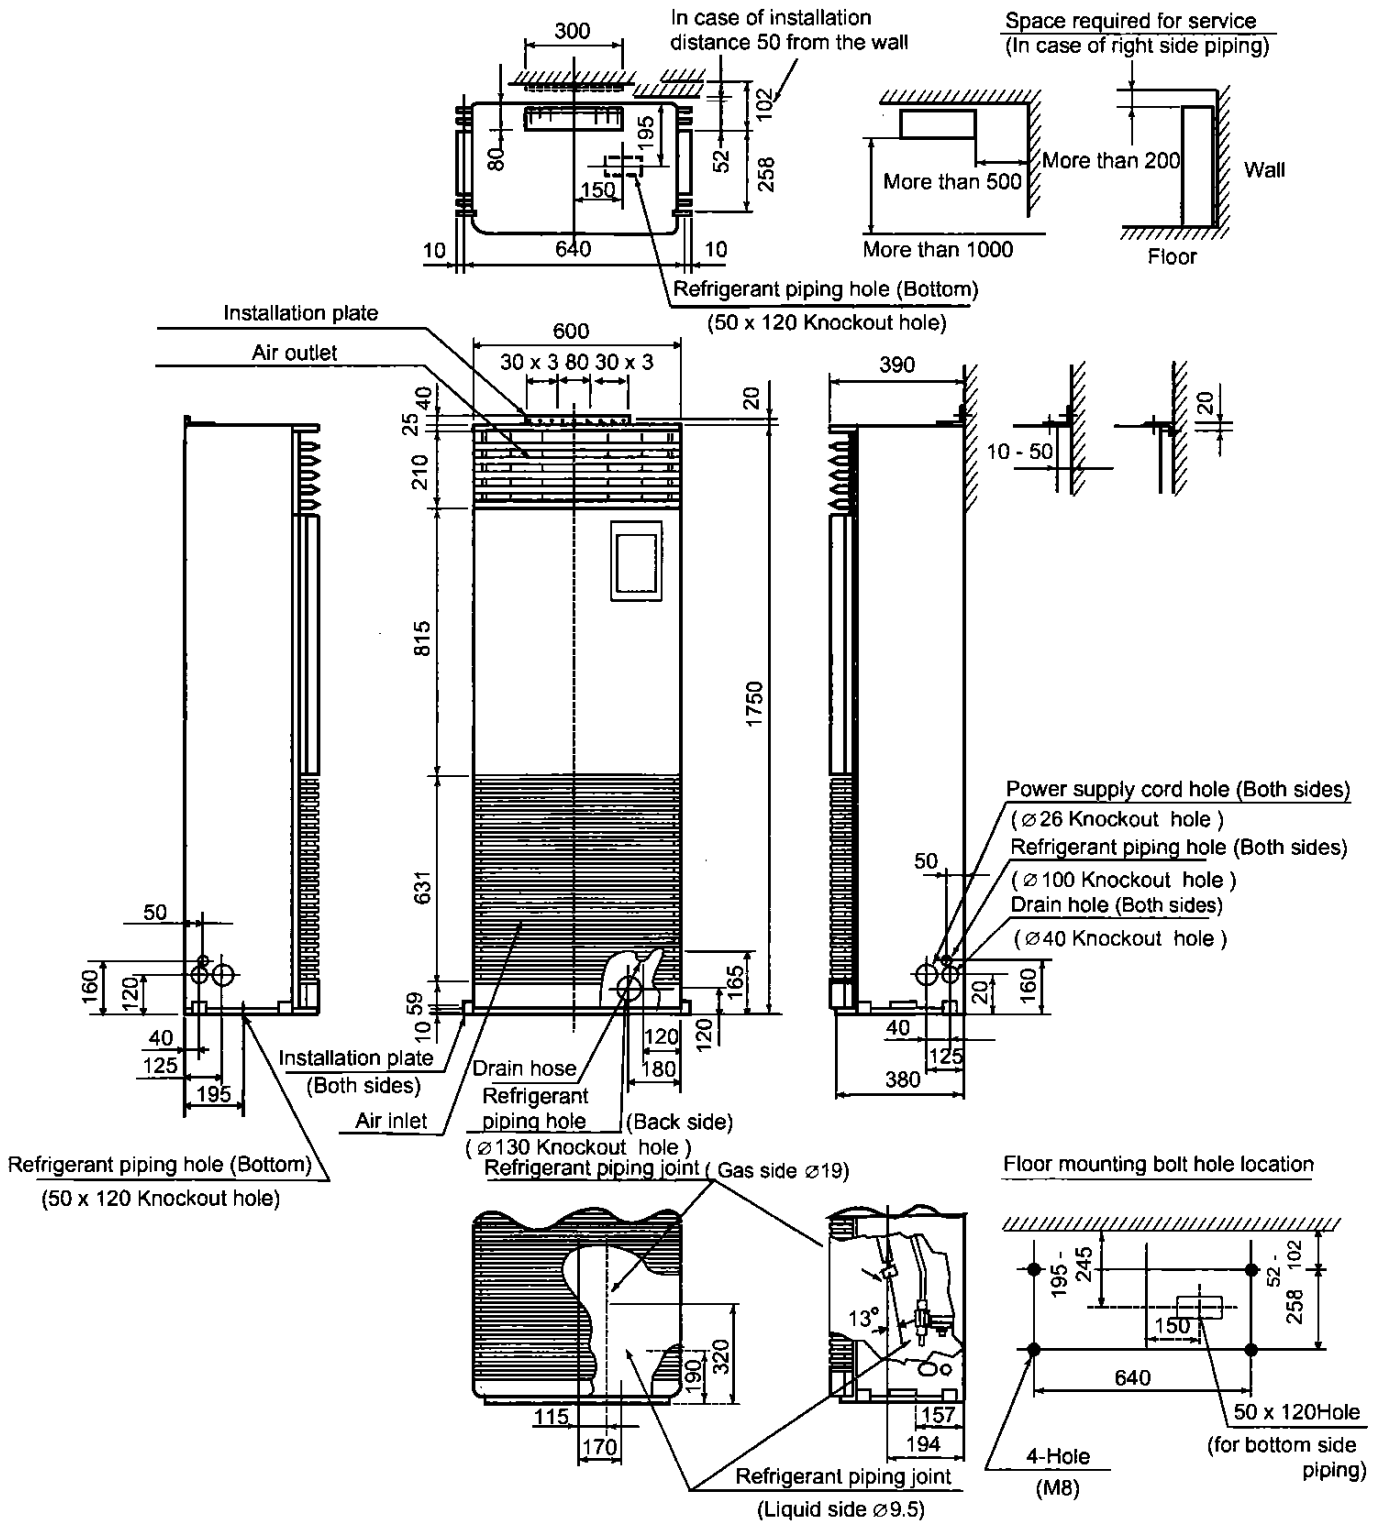 In case of installation
distance 50 from the wall
Space required for service
(In case of right side piping)
300
102
195
80
52
258
150
10
640
10
More than 500
More than 200
Wall
More than 1000
Floor
Refrigerant piping hole (Bottom)
(50 x 120 Knockout hole)
Installation plate
Air outlet
600
30 x 3 80 30 x 3
40
25
20
210
815
1750
631
59
10
390
20
10 - 50
Power supply cord hole (Both sides)
(⌀26 Knockout hole)
Refrigerant piping hole (Both sides)
(⌀100 Knockout hole)
Drain hole (Both sides)
(⌀40 Knockout hole)
50
50
160
120
40
125
195
165
120
120
180
20
160
40
125
380
Installation plate
(Both sides)
Air inlet
Drain hose
Refrigerant
piping hole (Back side)
(⌀130 Knockout hole)
Refrigerant piping hole (Bottom)
(50 x 120 Knockout hole)
Refrigerant piping joint (Gas side ⌀19)
Floor mounting bolt hole location
320
190
115
170
13°
157
194
195 -
245
52 -
102
258
150
640
Refrigerant piping joint
(Liquid side ⌀9.5)
4-Hole
(M8)
50 x 120Hole
(for bottom side
piping)